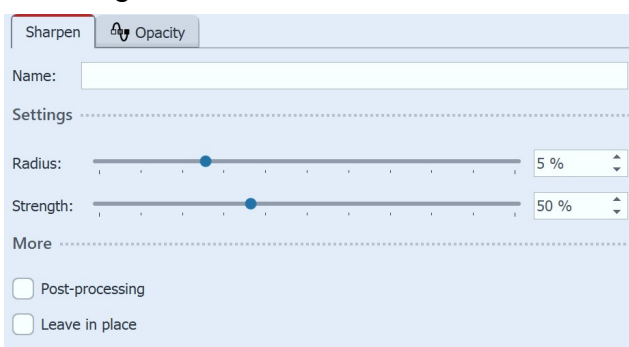 Sharpen Opacity
Name:
Settings
Radius: 5 %
Strength: 50 %
More
Post-processing
Leave in place